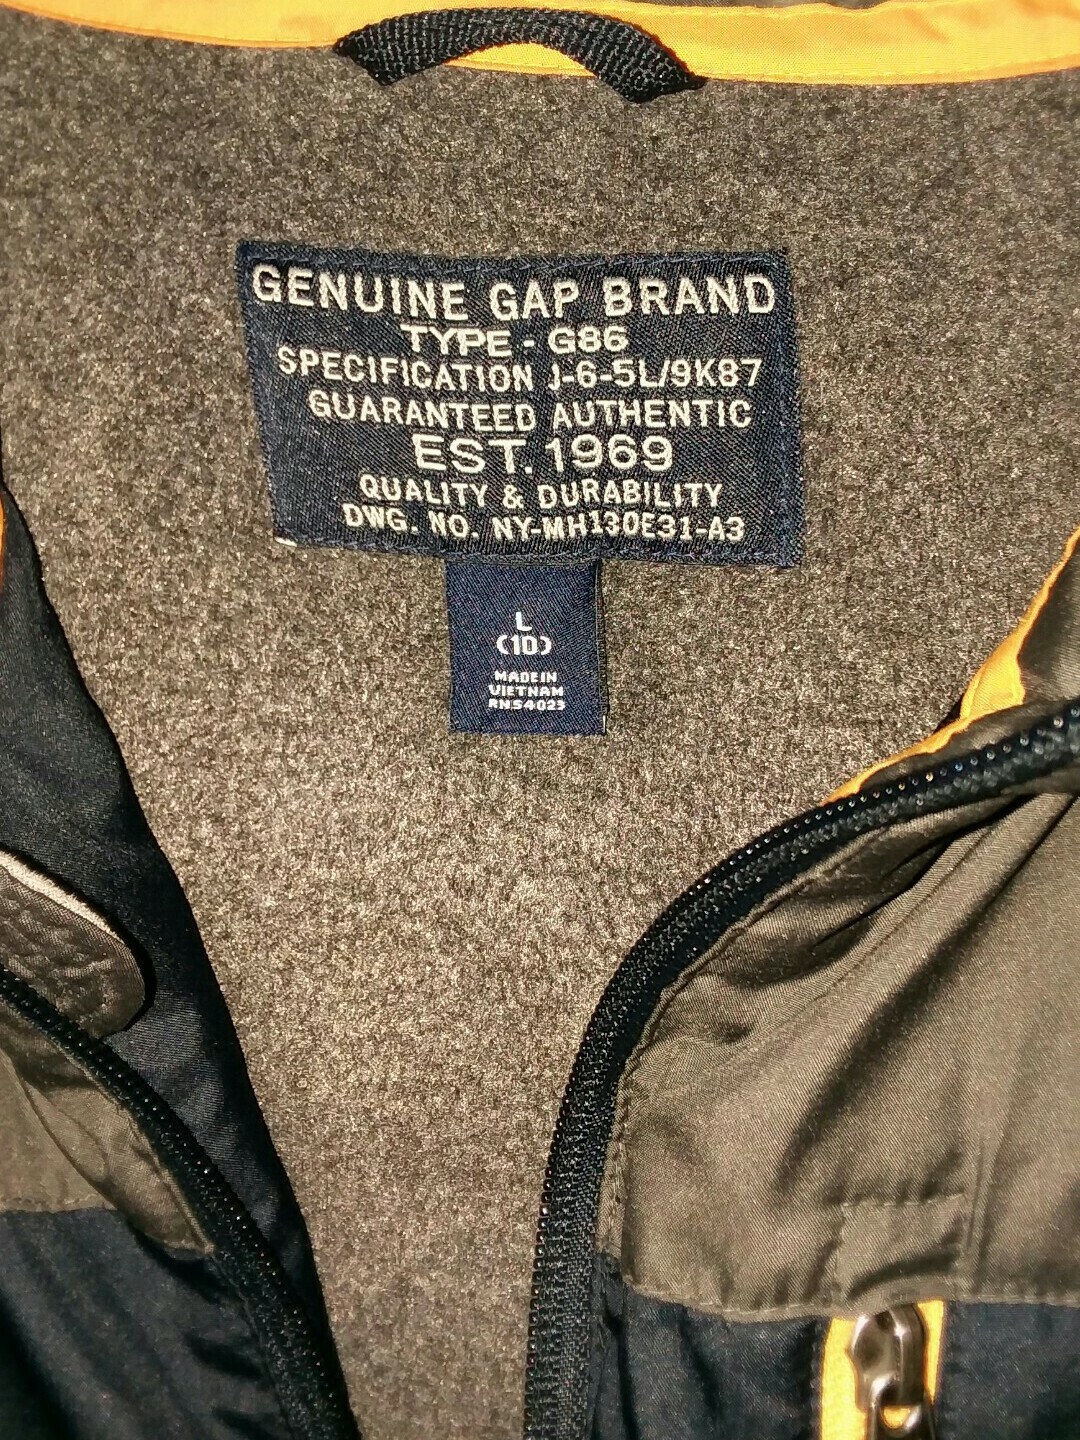 GENUINE GAP BRAND
TYPE - G86
SPECIFICATION J-6-5L/9K87
GUARANTEED AUTHENTIC
EST. 1969
QUALITY & DURABILITY
DWG. NO. NY-MH130E31-A3
L
(10)
MADE IN
VIETNAM
RN54023